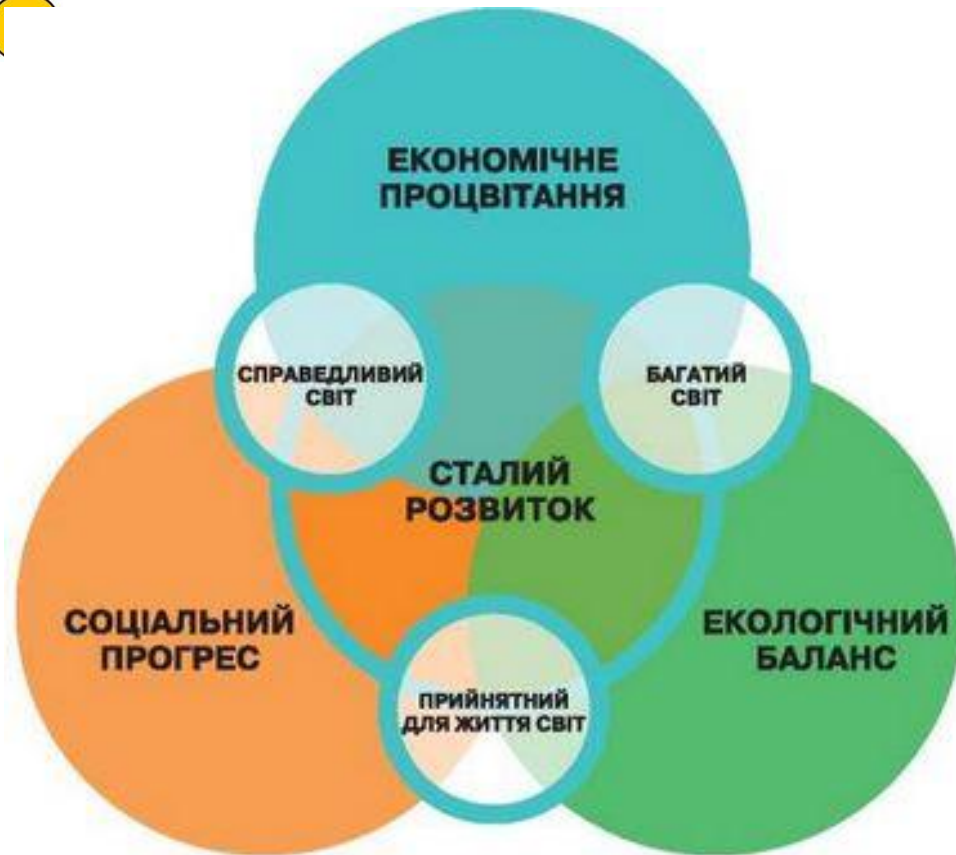 ЕКОНОМІЧНЕ
ПРОЦВІТАННЯ
СПРАВЕДЛИВИЙ
СВІТ
БАГАТИЙ
СВІТ
СТАЛИЙ
РОЗВИТОК
СОЦІАЛЬНИЙ
ПРОГРЕС
ЕКОЛОГІЧНИЙ
БАЛАНС
ПРИЙНЯТНИЙ
ДЛЯ ЖИТТЯ СВІТ